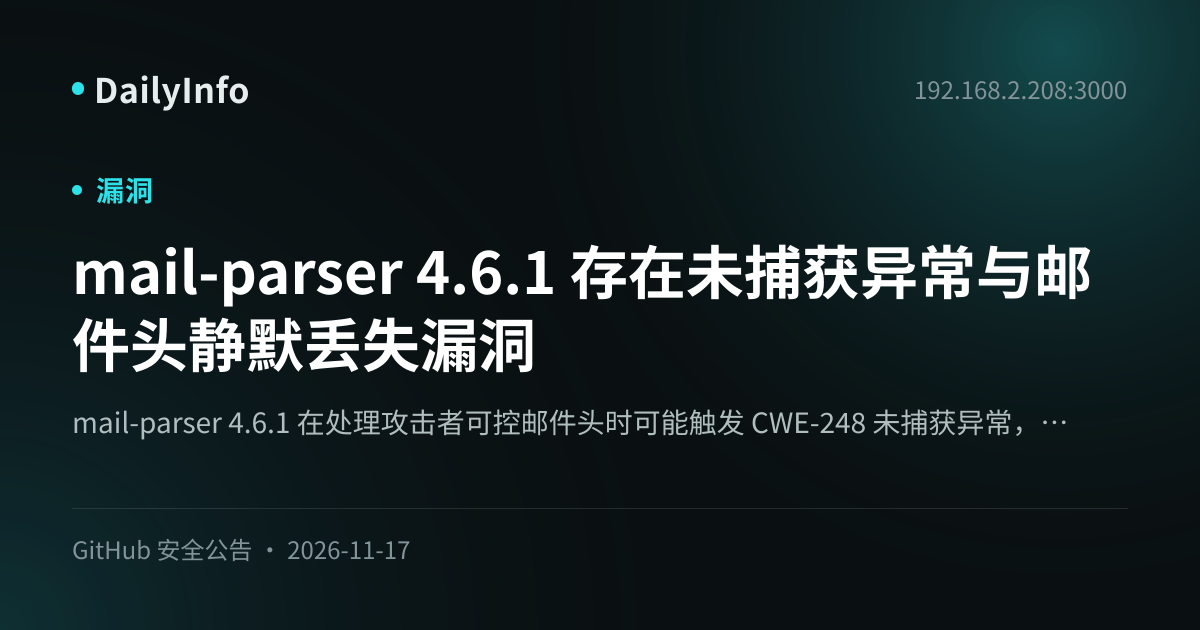 DailyInfo
192.168.2.208:3000
漏洞
mail-parser 4.6.1 存在未捕获异常与邮
件头静默丢失漏洞
mail-parser 4.6.1 在处理攻击者可控邮件头时可能触发 CWE-248 未捕获异常，…
GitHub 安全公告 · 2026-11-17